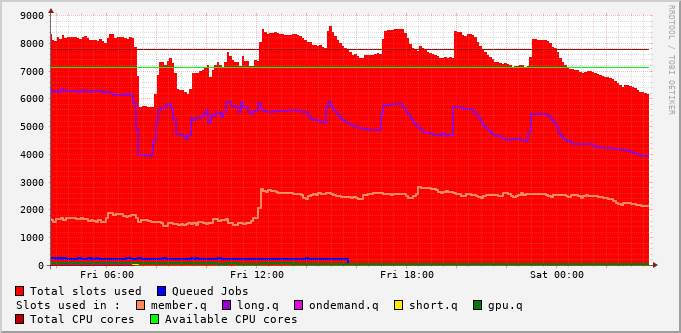 9000
8000
7000
6000
5000
4000
3000
2000
1000
0
Fri 06:00 Fri 12:00 Fri 18:00 Sat 00:00
Total slots used Queued Jobs
Slots used in : member.q long.q ondemand.q short.q gpu.q
Total CPU cores Available CPU cores
RRDTOOL / TOBI OETIKER